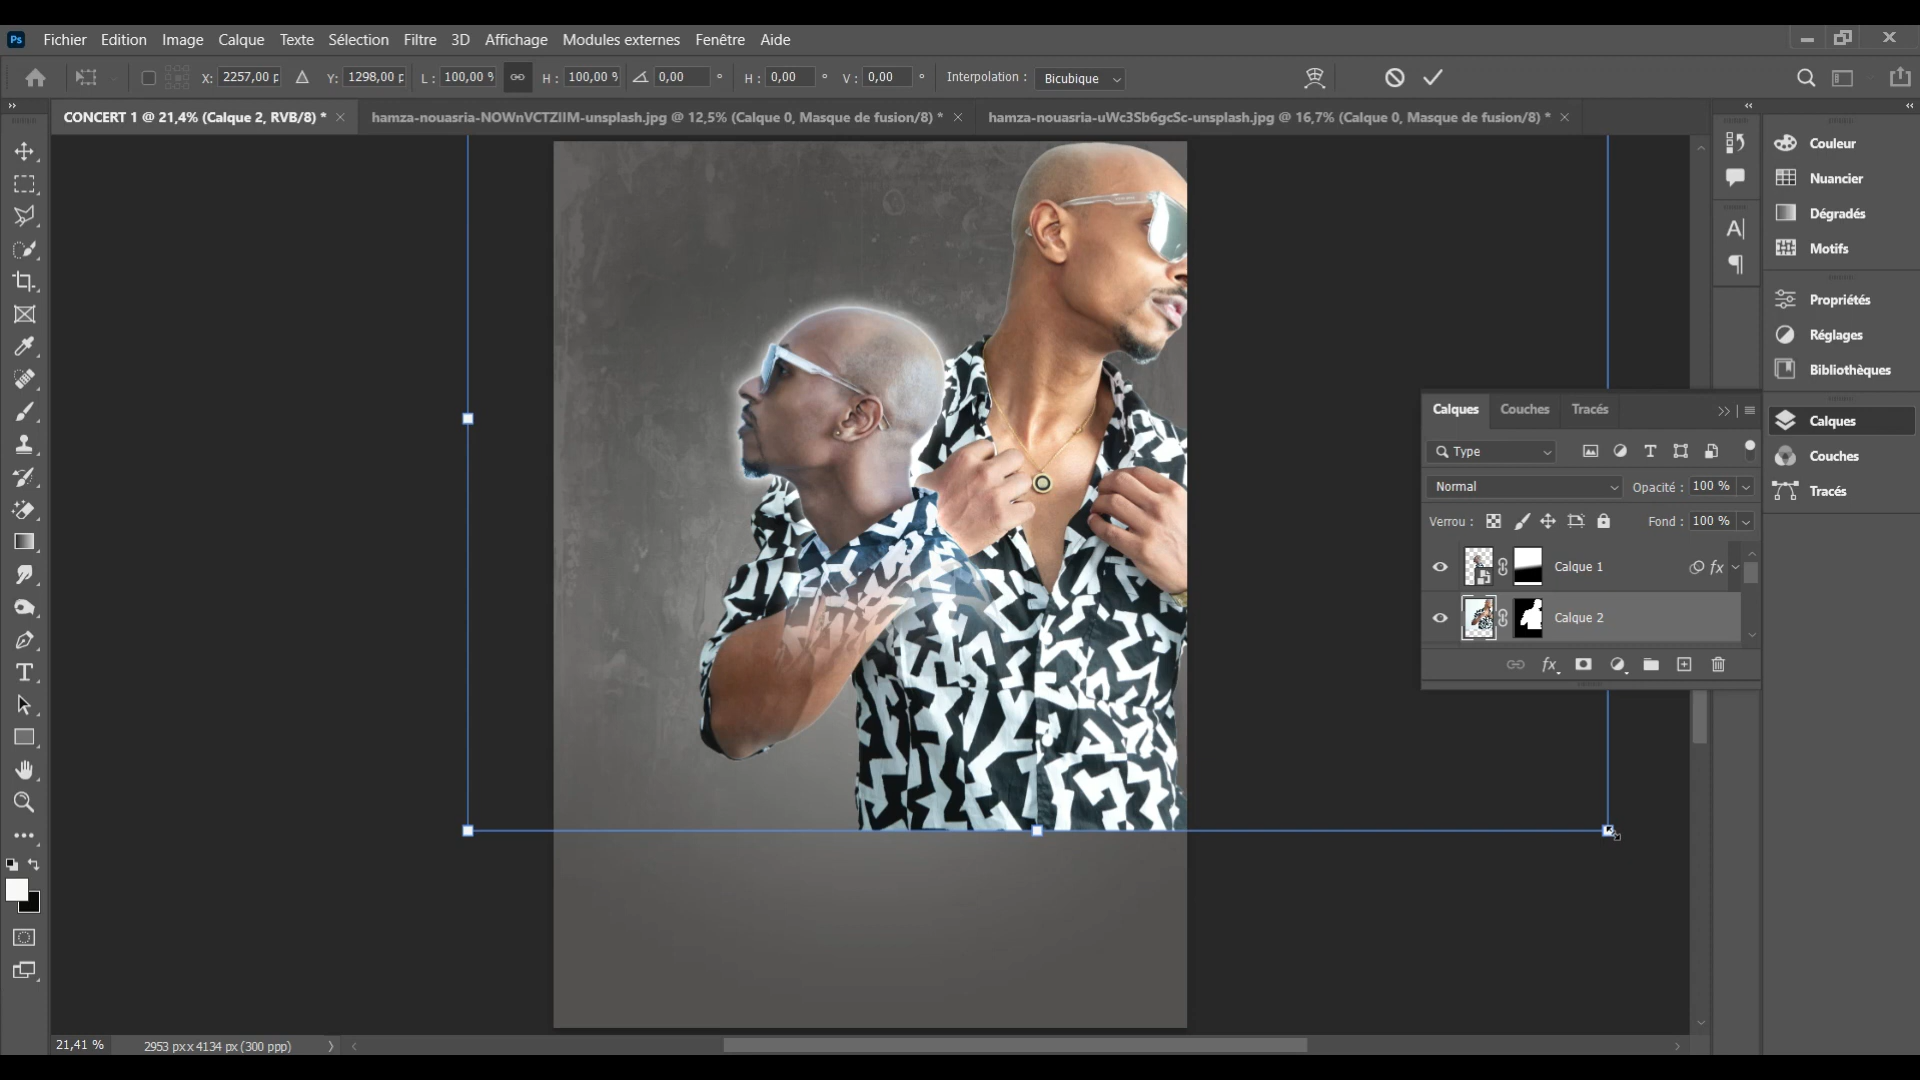 Ps Fichier Edition Image Calque Texte Sélection Filtre 3D Affichage Modules externes Fenêtre Aide
X: 2257,00 p Y: 1298,00 p L: 100,00 % H: 100,00 % 0,00 ° H: 0,00 ° V: 0,00 ° Interpolation : Bicubique
CONCERT 1 @ 21,4% (Calque 2, RVB/8) * hamza-nouasria-NOWnVCTZIIM-unsplash.jpg @ 12,5% (Calque 0, Masque de fusion/8) * hamza-nouasria-uWc3Sb6gcSc-unsplash.jpg @ 16,7% (Calque 0, Masque de fusion/8) *
Couleur
Nuancier
Dégradés
Motifs
Propriétés
Réglages
Bibliothèques
Calques
Couches
Tracés
Calques Couches Tracés
Type
Normal Opacité : 100 %
Verrou : Fond : 100 %
Calque 1 fx
Calque 2
fx
21,41 % 2953 px x 4134 px (300 ppp)